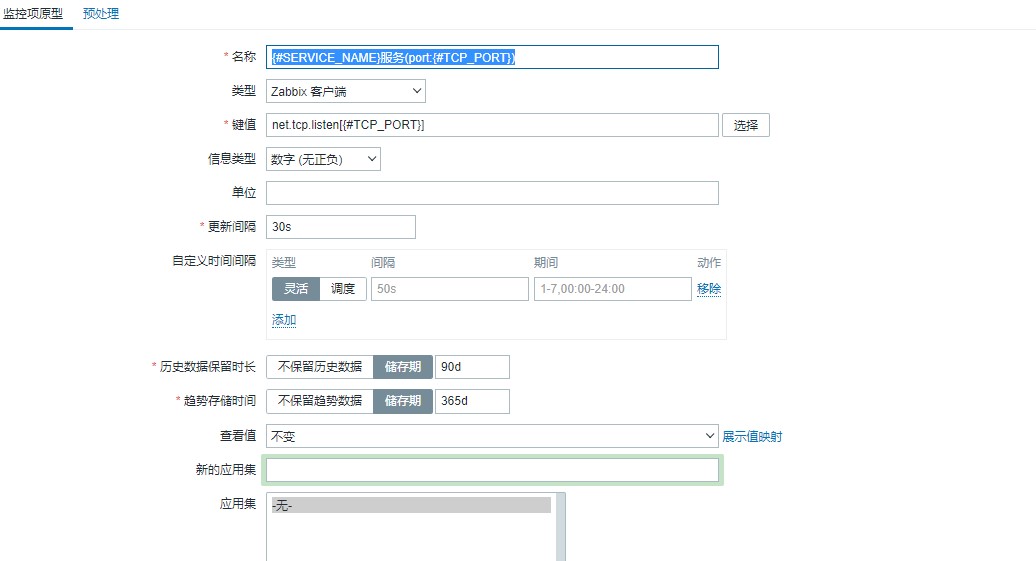 监控项原型 预处理
* 名称 {#SERVICE_NAME}服务(port:{#TCP_PORT})
类型 Zabbix 客户端
* 键值 net.tcp.listen[{#TCP_PORT}] 选择
信息类型 数字 (无正负)
单位
* 更新间隔 30s
自定义时间间隔 类型 间隔 期间 动作
灵活 调度 50s 1-7,00:00-24:00 移除
添加
* 历史数据保留时长 不保留历史数据 储存期 90d
* 趋势存储时间 不保留趋势数据 储存期 365d
查看值 不变 展示值映射
新的应用集
应用集 -无-